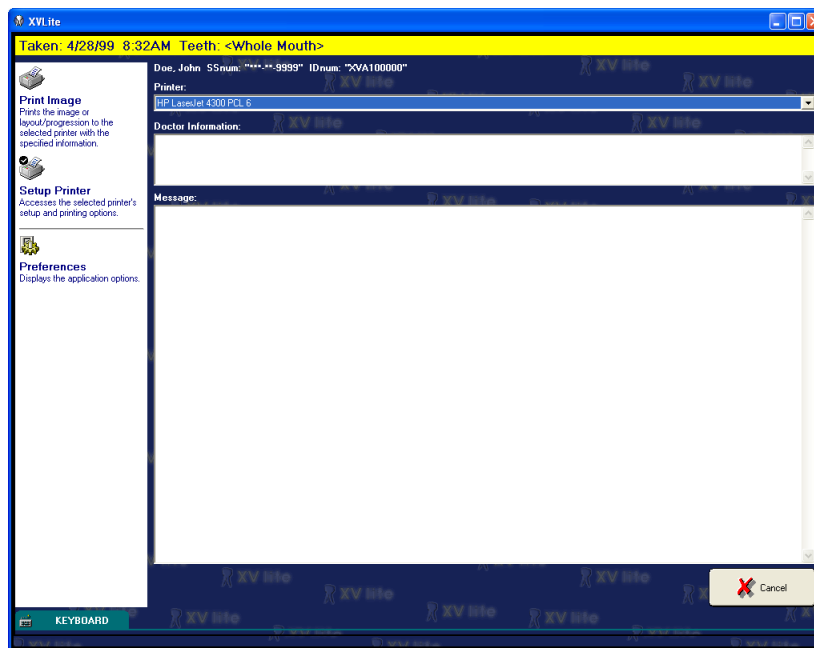 XVLite
Taken: 4/28/99 8:32AM Teeth: <Whole Mouth>
Print Image
Prints the image or
layout/progression to the
selected printer with the
specified information.
Setup Printer
Accesses the selected printer's
setup and printing options.
Preferences
Displays the application options.
Doe, John SSnum: "***-**-9999" IDnum: "XVA100000"
Printer:
HP LaserJet 4300 PCL 6
Doctor Information:
Message:
XV lite
Cancel
KEYBOARD